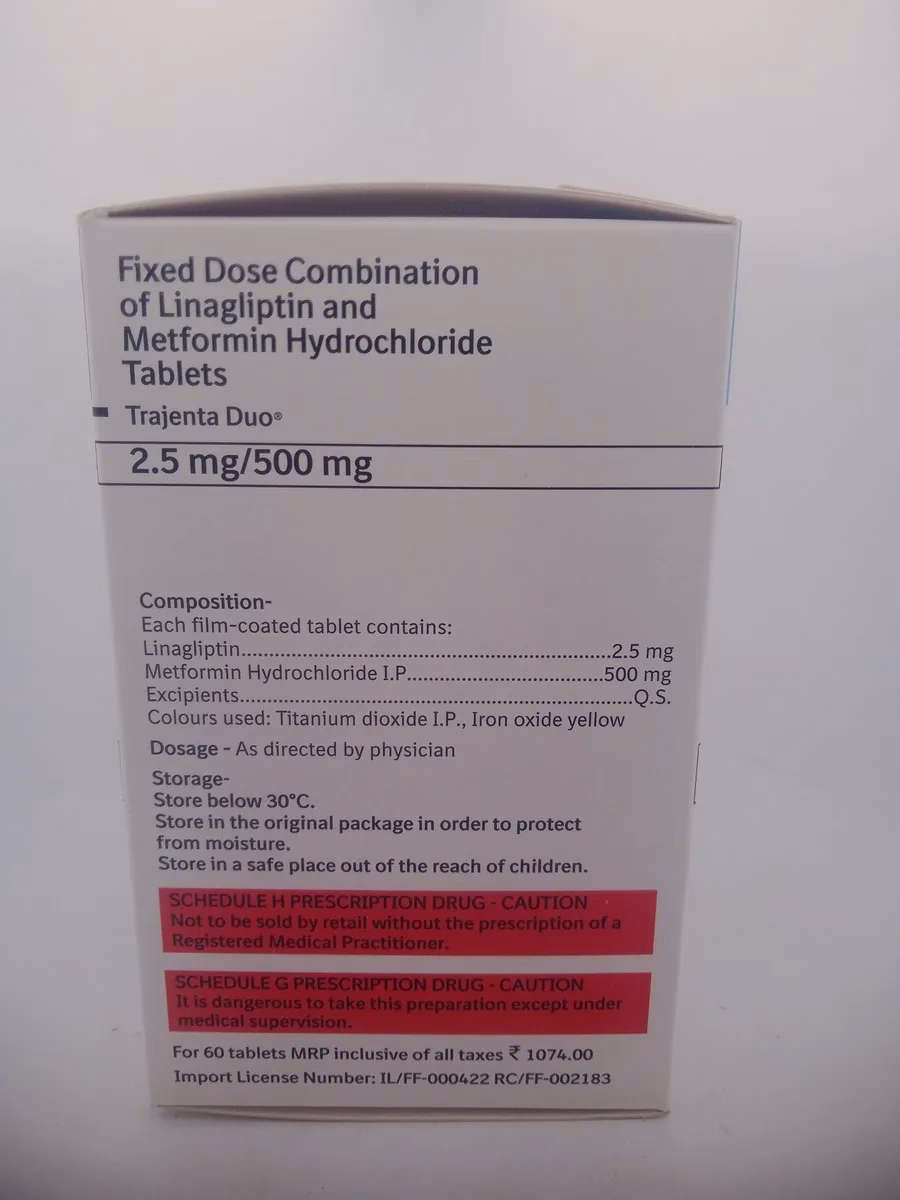 Fixed Dose Combination
of Linagliptin and
Metformin Hydrochloride
Tablets
Trajenta Duo®
2.5 mg/500 mg
Composition-
Each film-coated tablet contains:
Linagliptin..............................................................2.5 mg
Metformin Hydrochloride I.P.................................500 mg
Excipients..................................................................Q.S.
Colours used: Titanium dioxide I.P., Iron oxide yellow
Dosage - As directed by physician
Storage-
Store below 30°C.
Store in the original package in order to protect
from moisture.
Store in a safe place out of the reach of children.
SCHEDULE H PRESCRIPTION DRUG - CAUTION
Not to be sold by retail without the prescription of a
Registered Medical Practitioner.
SCHEDULE G PRESCRIPTION DRUG - CAUTION
It is dangerous to take this preparation except under
medical supervision.
For 60 tablets MRP inclusive of all taxes ₹ 1074.00
Import License Number: IL/FF-000422 RC/FF-002183